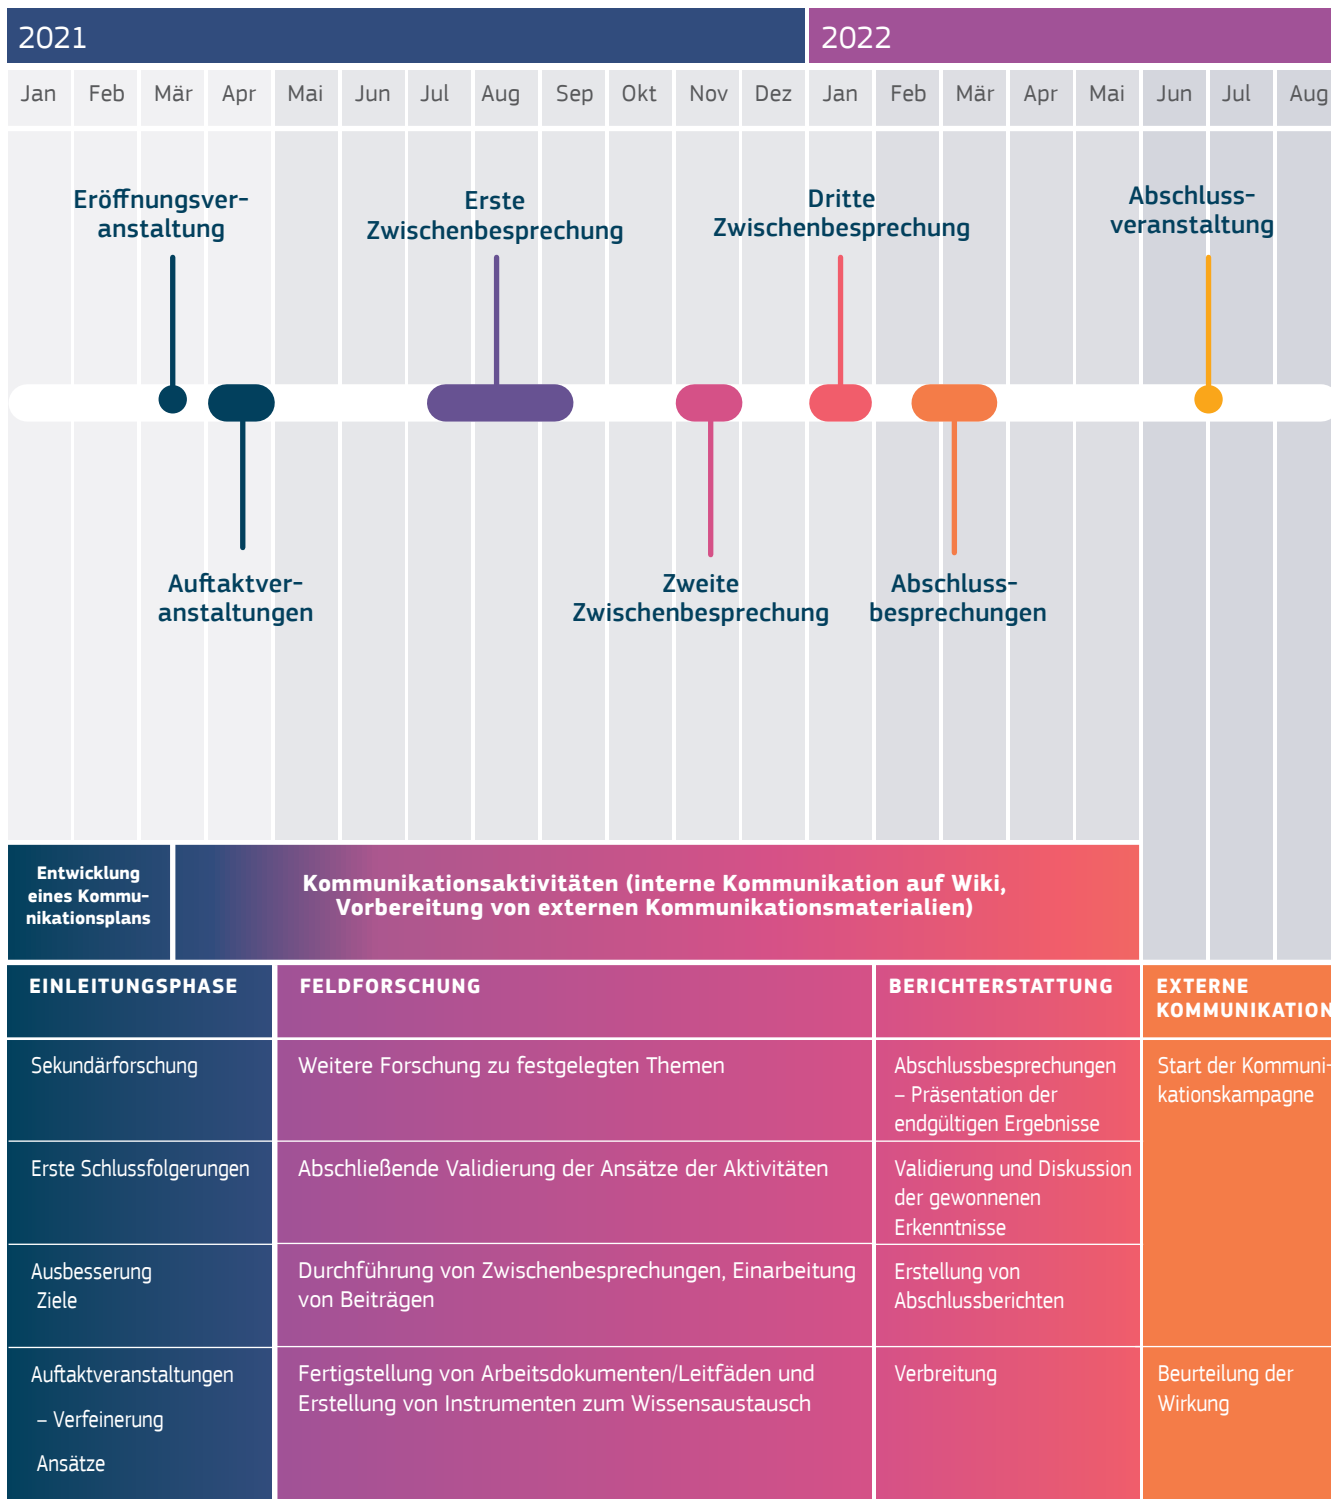 2021 2022
Jan Feb Mär Apr Mai Jun Jul Aug Sep Okt Nov Dez Jan Feb Mär Apr Mai Jun Jul Aug
Eröffnungsver-
anstaltung
Erste
Zwischenbesprechung
Dritte
Zwischenbesprechung
Abschluss-
veranstaltung
Auftaktver-
anstaltungen
Zweite
Zwischenbesprechung
Abschluss-
besprechungen
Entwicklung
eines Kommu-
nikationsplans
Kommunikationsaktivitäten (interne Kommunikation auf Wiki,
Vorbereitung von externen Kommunikationsmaterialien)
EINLEITUNGSPHASE
Sekundärforschung
Erste Schlussfolgerungen
Ausbesserung
Ziele
Auftaktveranstaltungen
– Verfeinerung
Ansätze
FELDFORSCHUNG
Weitere Forschung zu festgelegten Themen
Abschließende Validierung der Ansätze der Aktivitäten
Durchführung von Zwischenbesprechungen, Einarbeitung
von Beiträgen
Fertigstellung von Arbeitsdokumenten/Leitfäden und
Erstellung von Instrumenten zum Wissensaustausch
BERICHTERSTATTUNG
Abschlussbesprechungen
– Präsentation der
endgültigen Ergebnisse
Validierung und Diskussion
der gewonnenen
Erkenntnisse
Erstellung von
Abschlussberichten
Verbreitung
EXTERNE
KOMMUNIKATION
Start der Kommuni-
kationskampagne
Beurteilung der
Wirkung